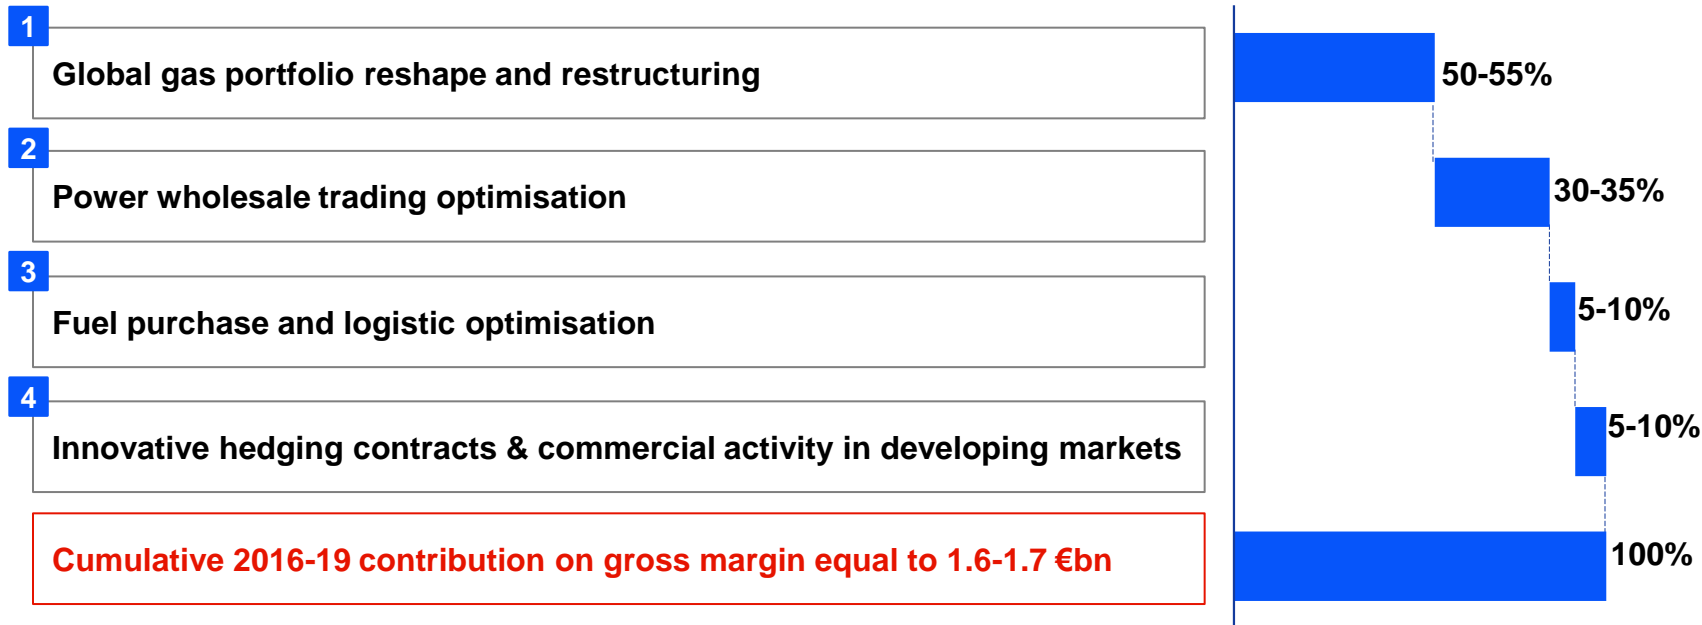 1
Global gas portfolio reshape and restructuring
50-55%
2
Power wholesale trading optimisation
30-35%
3
Fuel purchase and logistic optimisation
5-10%
4
Innovative hedging contracts & commercial activity in developing markets
5-10%
Cumulative 2016-19 contribution on gross margin equal to 1.6-1.7 €bn
100%